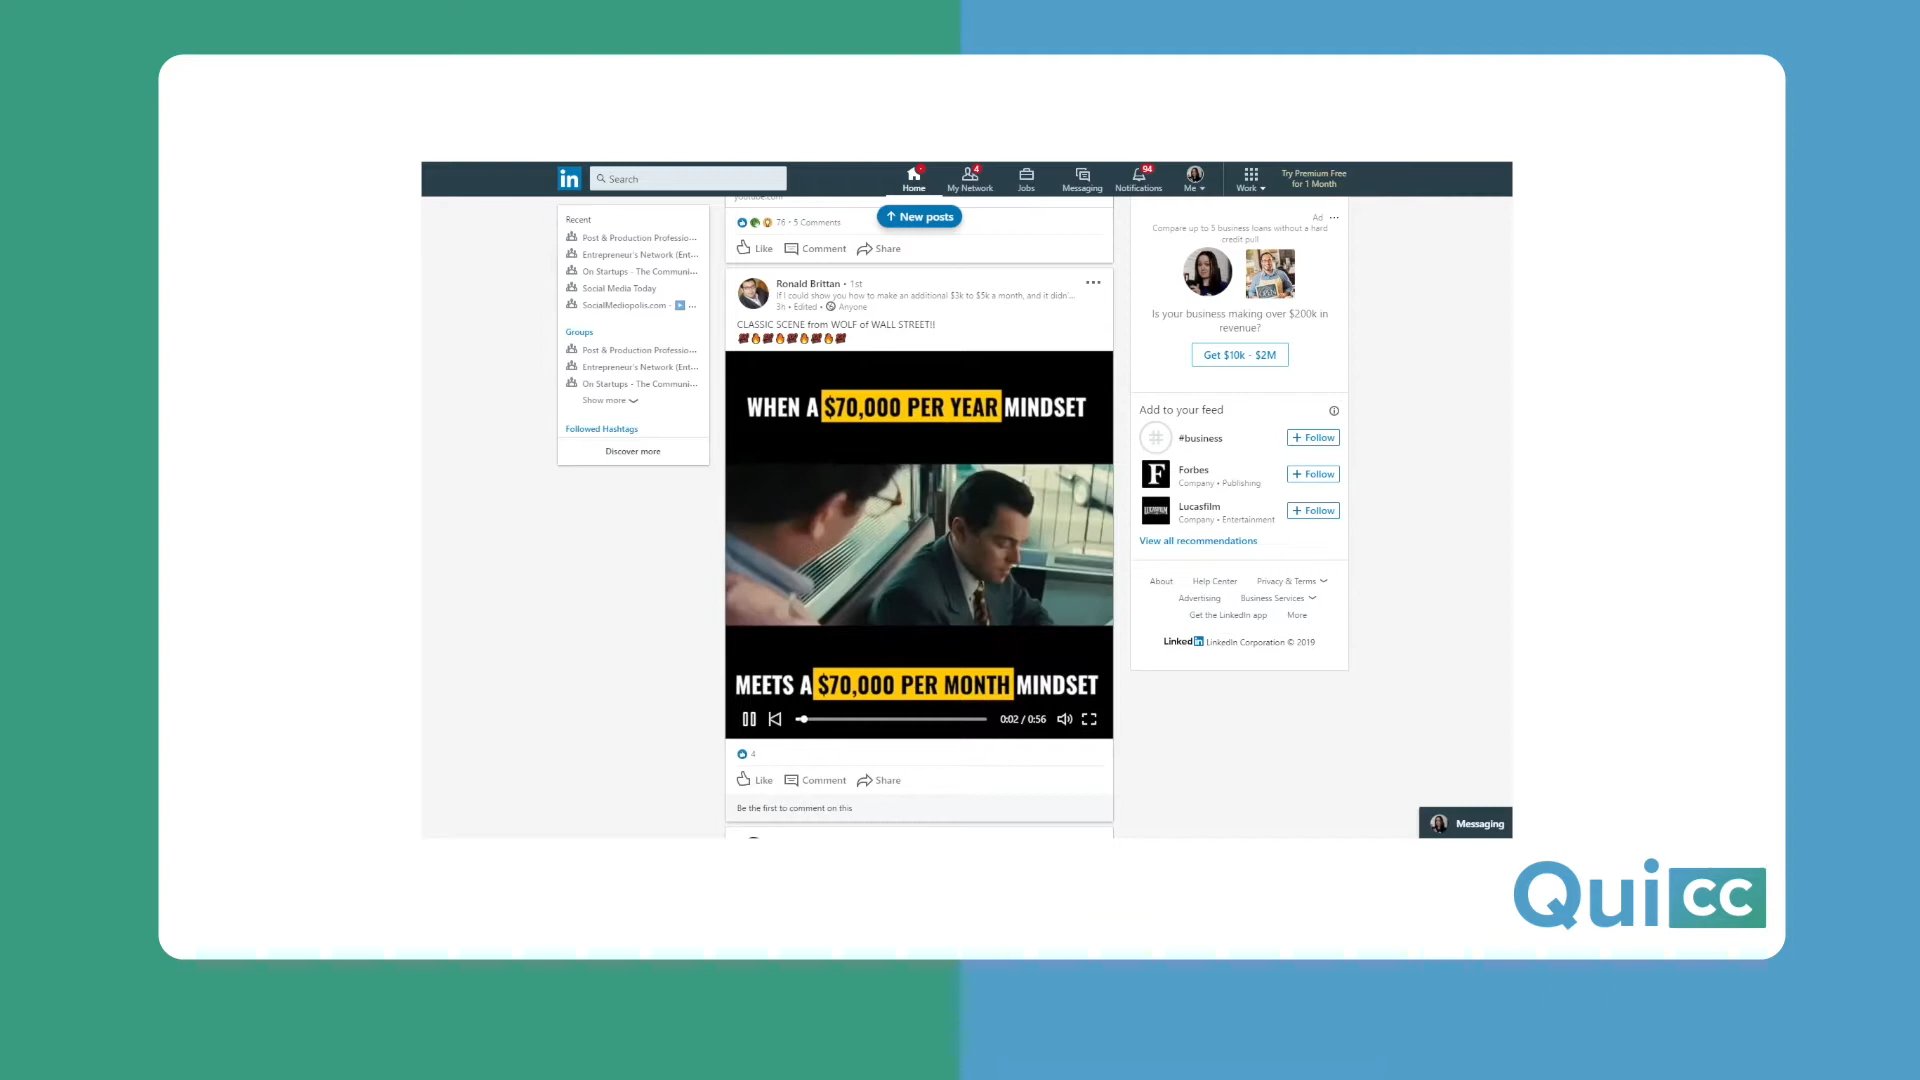 in
Search
Home
4
My Network
Jobs
Messaging
94
Notifications
Me
Work
Try Premium Free
for 1 Month
Recent
Post & Production Professio...
Entrepreneur's Network (Ent...
On Startups - The Communi...
Social Media Today
SocialMediopolis.com - ...
Groups
Post & Production Professio...
Entrepreneur's Network (Ent...
On Startups - The Communi...
Show more
Followed Hashtags
Discover more
youtube.com
New posts
76 • 5 Comments
Like Comment Share
Ronald Brittan • 1st
If I could show you how to make an additional $3k to $5k a month, and it didn'...
3h • Edited • Anyone
CLASSIC SCENE from WOLF of WALL STREET!!
WHEN A $70,000 PER YEAR MINDSET
MEETS A $70,000 PER MONTH MINDSET
0:02 / 0:56
4
Like Comment Share
Be the first to comment on this
Ad ...
Compare up to 5 business loans without a hard
credit pull
OPEN
Is your business making over $200k in
revenue?
Get $10k - $2M
Add to your feed
#business
+ Follow
F
Forbes
Company • Publishing
+ Follow
LUCASFILM
Lucasfilm
Company • Entertainment
+ Follow
View all recommendations
About Help Center Privacy & Terms
Advertising Business Services
Get the LinkedIn app More
Linkedin LinkedIn Corporation © 2019
Messaging
Quicc